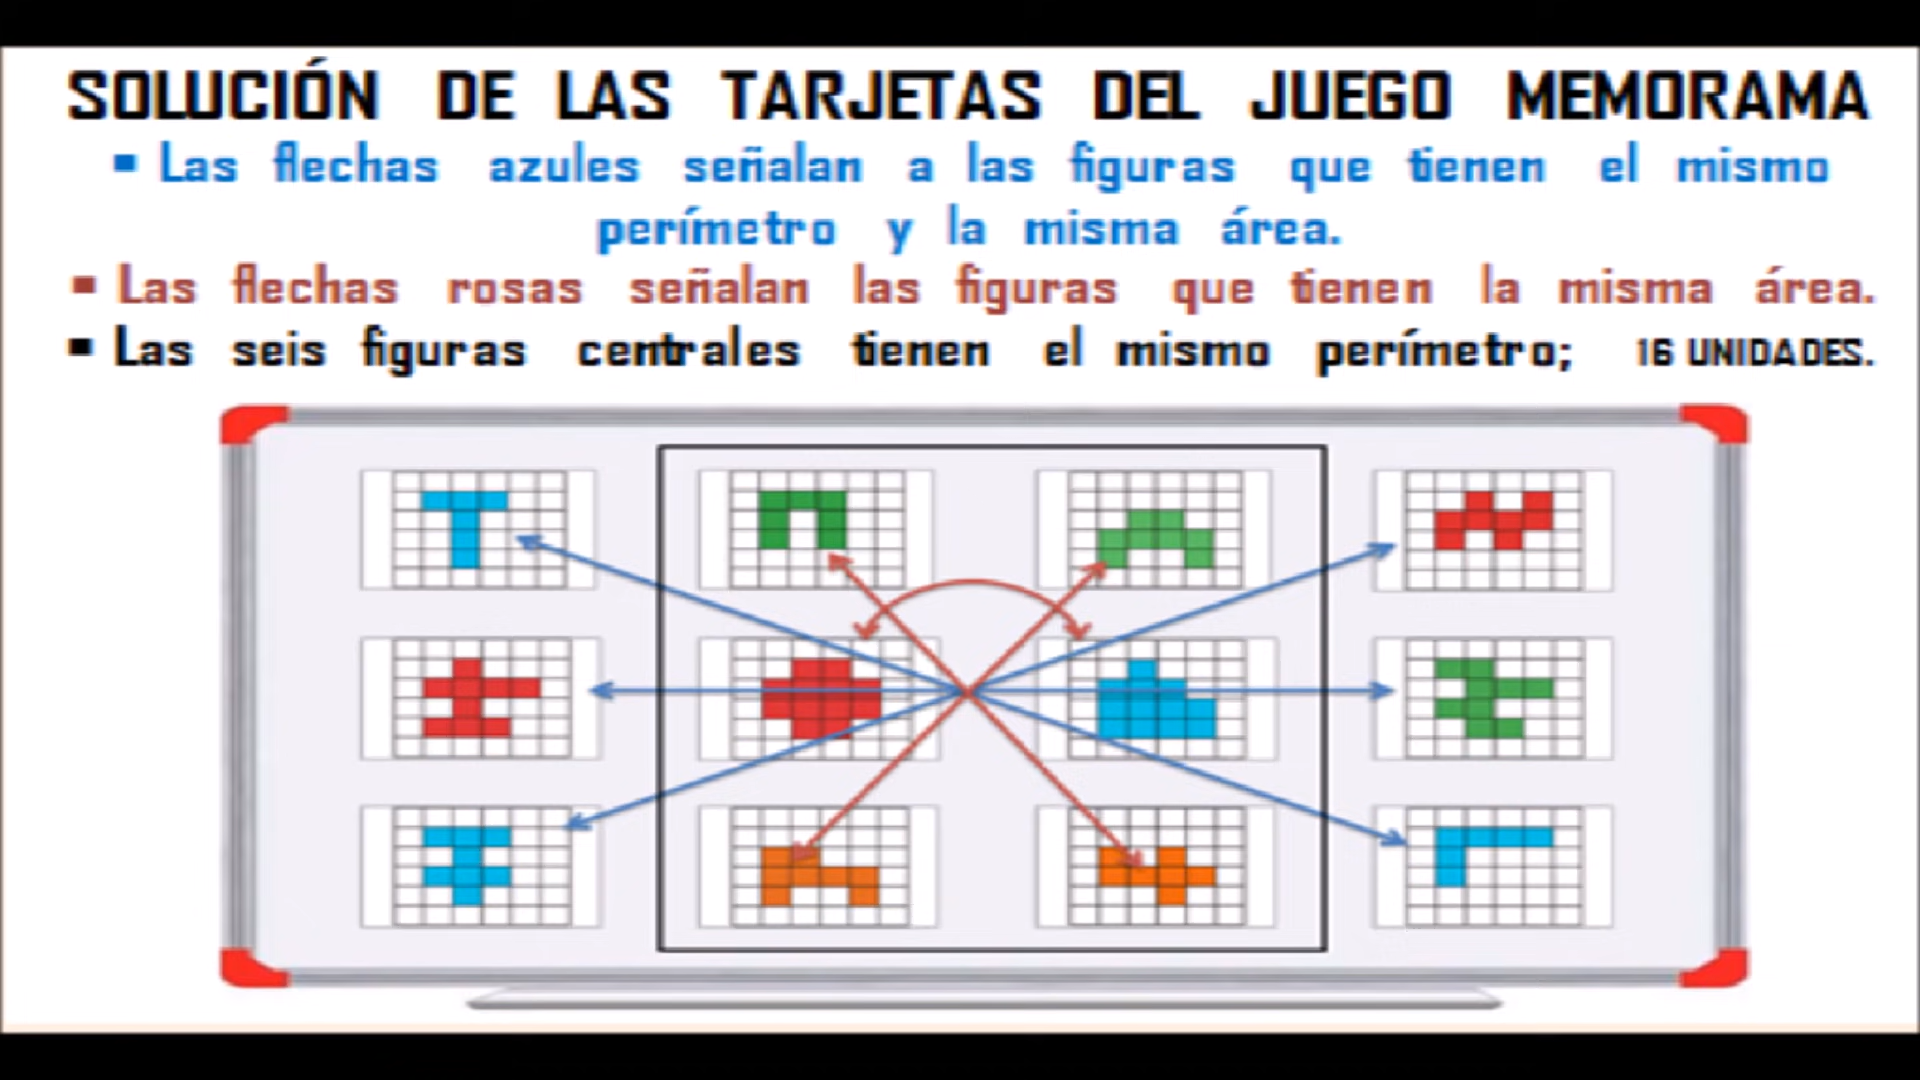 SOLUCIÓN DE LAS TARJETAS DEL JUEGO MEMORAMA
▪ Las flechas azules señalan a las figuras que tienen el mismo
perímetro y la misma área.
▪ Las flechas rosas señalan las figuras que tienen la misma área.
▪ Las seis figuras centrales tienen el mismo perímetro; 16 UNIDADES.